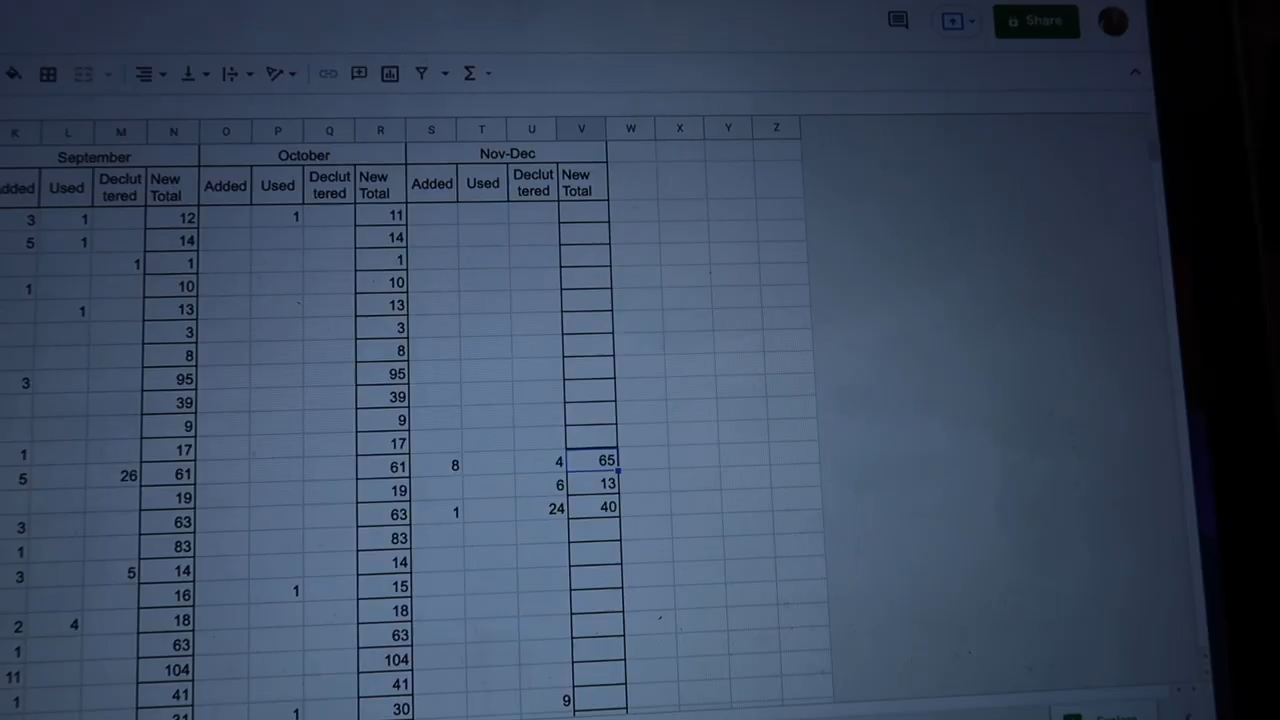 Share
K L M N O P Q R S T U V W X Y Z
September October Nov-Dec
dded Used Declut tered New Total Added Used Declut tered New Total Added Used Declut tered New Total
3 1 12 1 11
5 1 14 14
1 1 1
1 10 10
1 13 13
3 3
8 8
3 95 95
39 39
9 9
1 17 17
5 26 61 61 8 4 65
19 19 6 13
3 63 63 1 24 40
1 83 83
3 5 14 14
16 1 15
2 4 18 18
1 63 63
11 104 104
1 41 41
31 1 30 9